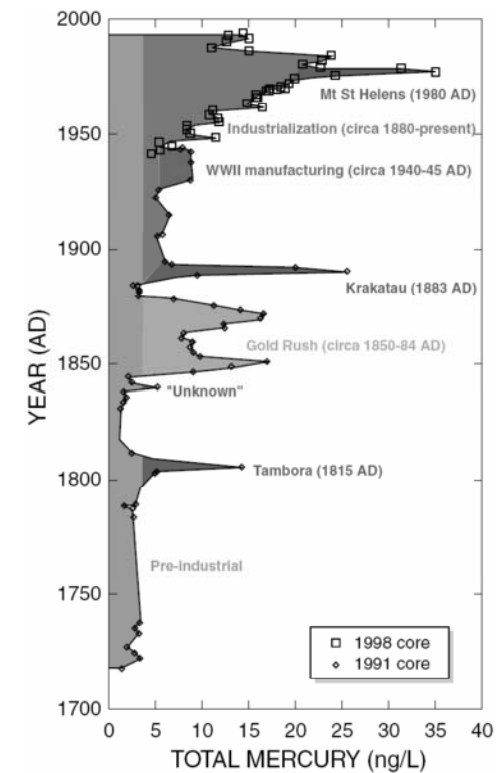 2000
Mt St Helens (1980 AD)
Industrialization (circa 1880-present)
1950
WWII manufacturing (circa 1940-45 AD)
1900
Krakatau (1883 AD)
Gold Rush (circa 1850-84 AD)
1850
"Unknown"
YEAR (AD)
Tambora (1815 AD)
1800
Pre-industrial
1750
1998 core
1991 core
1700
0 5 10 15 20 25 30 35 40
TOTAL MERCURY (ng/L)